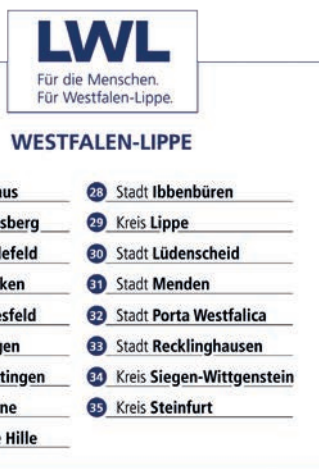 LWL
Für die Menschen.
Für Westfalen-Lippe.
WESTFALEN-LIPPE
28 Stadt Ibbenbüren
29 Kreis Lippe
30 Stadt Lüdenscheid
31 Stadt Menden
32 Stadt Porta Westfalica
33 Stadt Recklinghausen
34 Kreis Siegen-Wittgenstein
35 Kreis Steinfurt
Hille